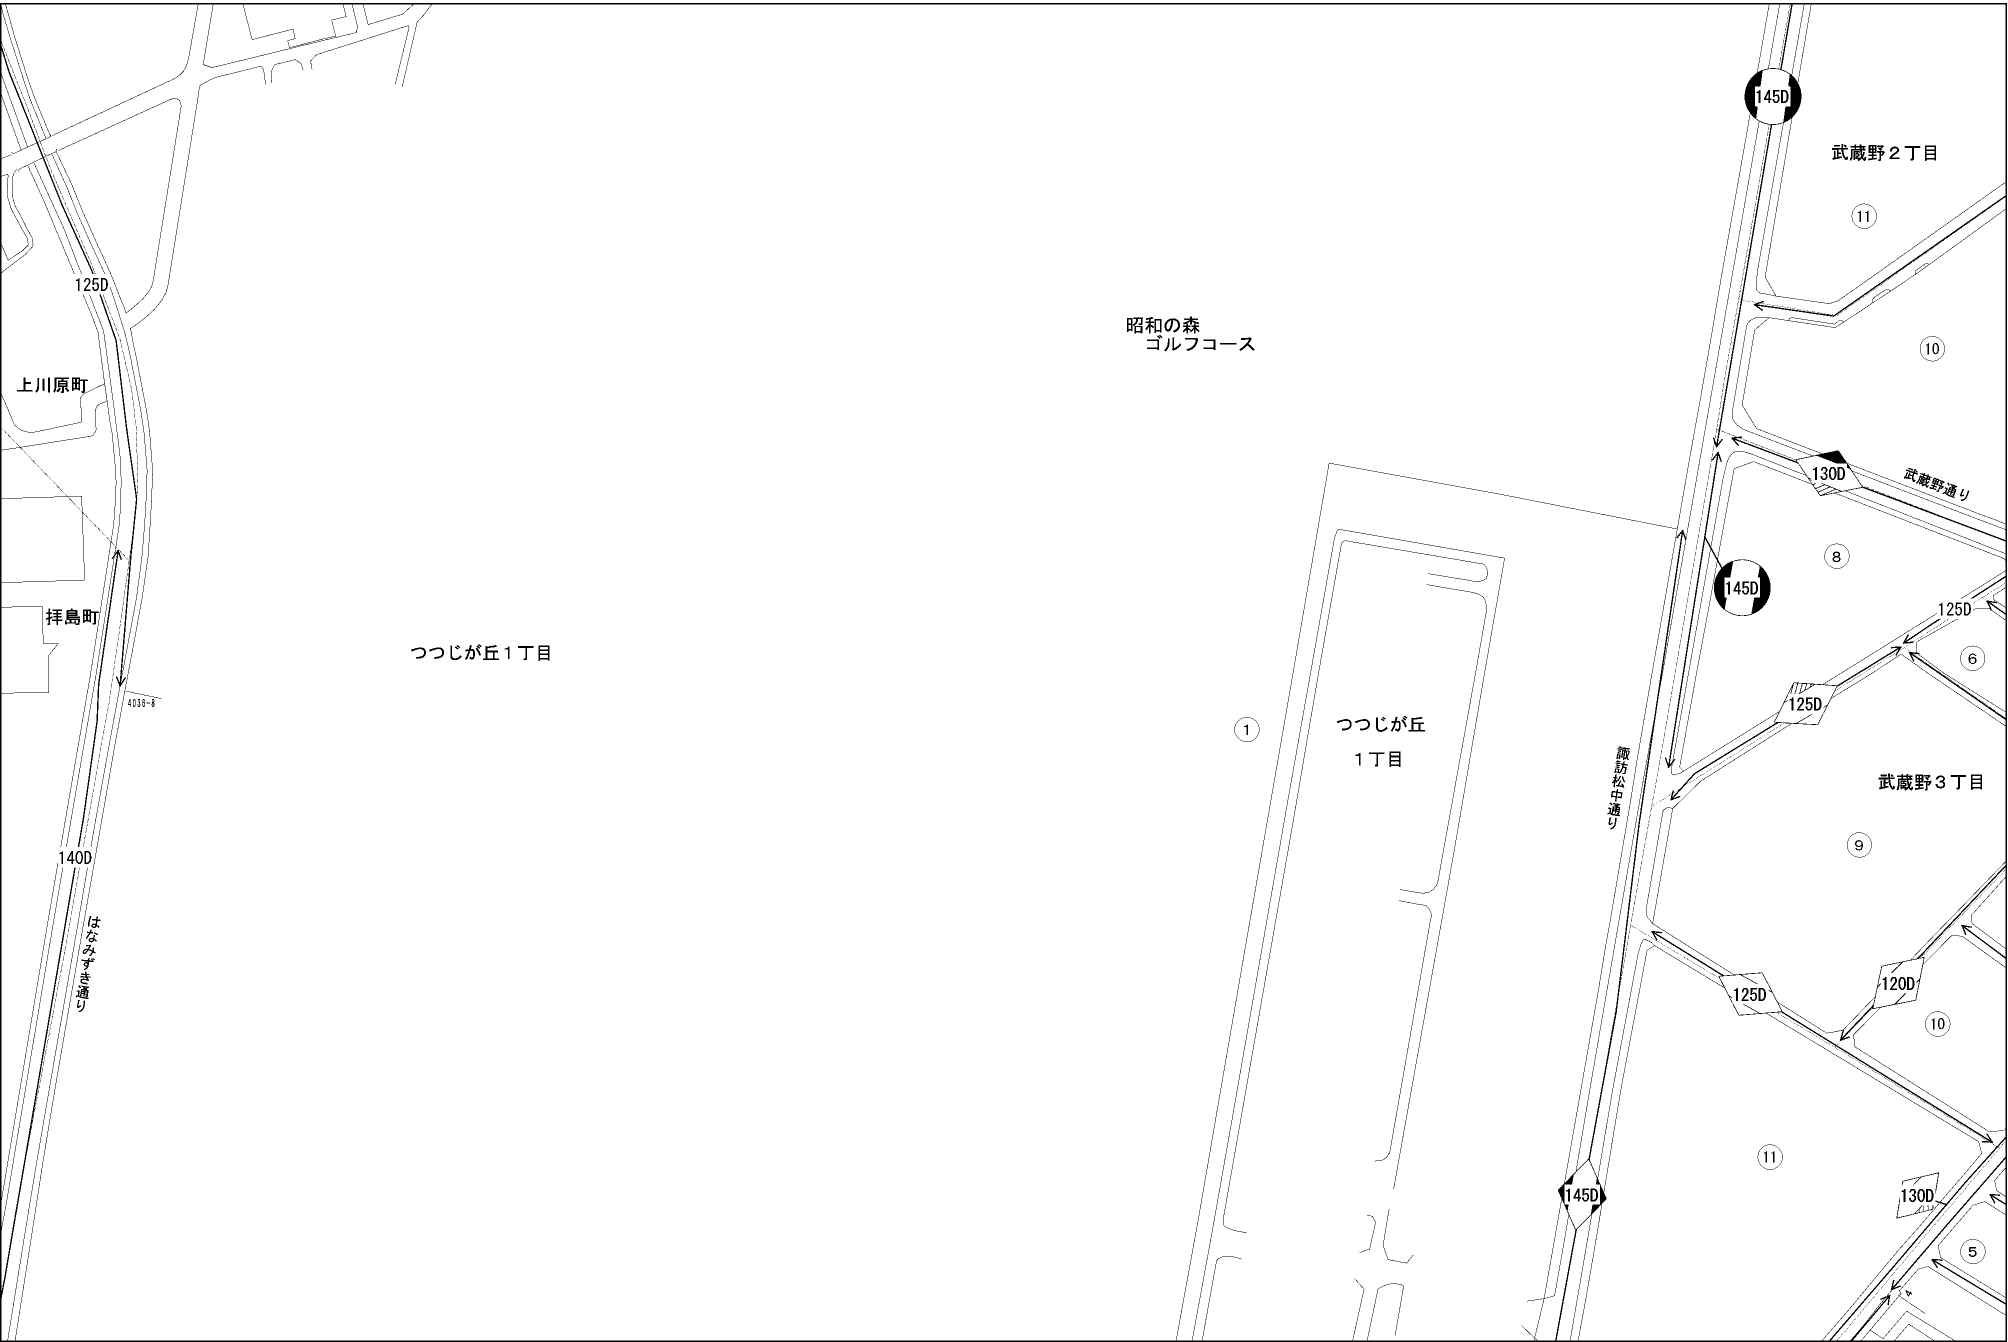 145D
武蔵野２丁目
11
125D
昭和の森
ゴルフコース
10
上川原町
130D
武蔵野通り
8
145D
125D
拝島町
つつじが丘１丁目
6
4036-8
125D
1
つつじが丘
１丁目
諏訪松中通り
武蔵野３丁目
9
140D
はなみずき通り
120D
125D
10
11
145D
130D
5
4